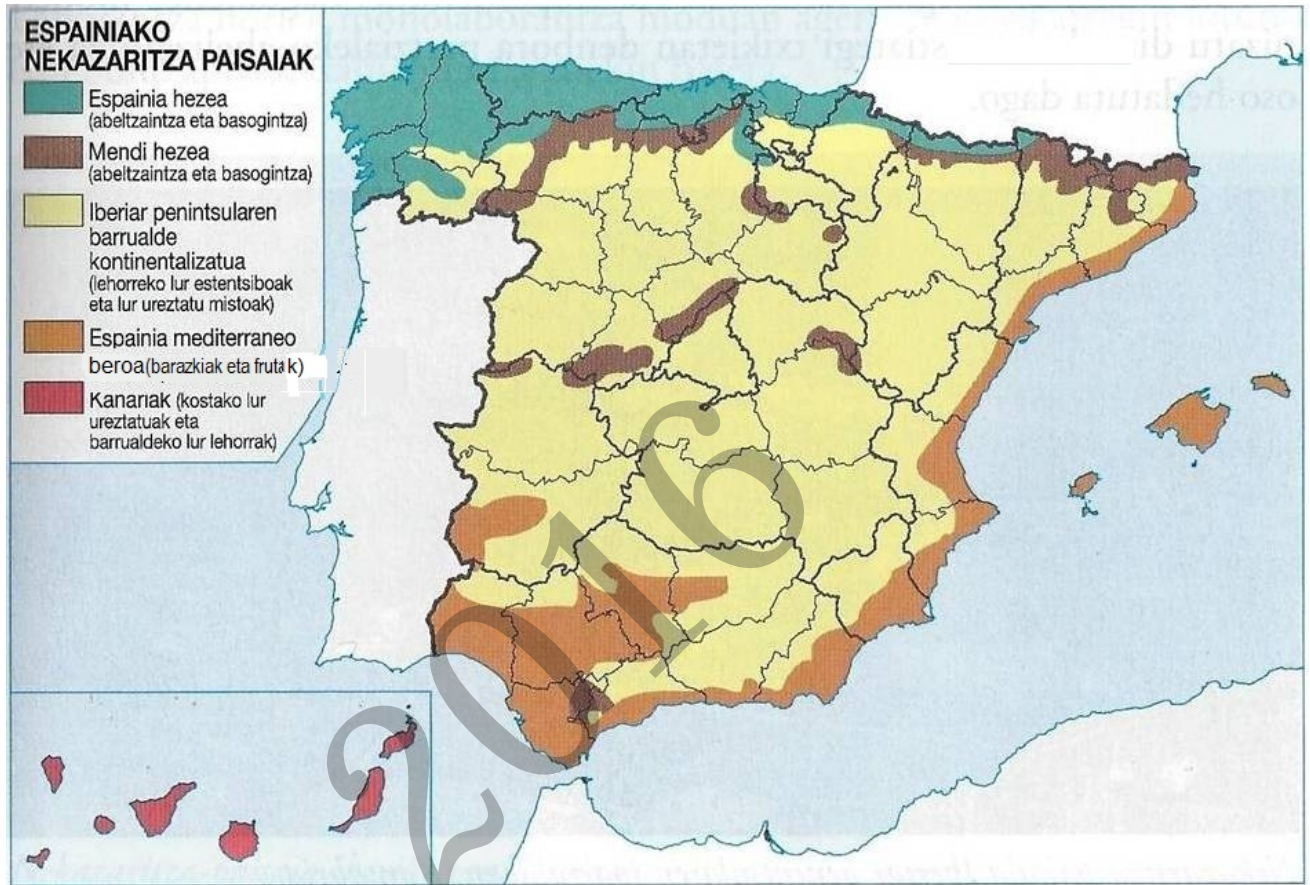 ESPAINIAKO
NEKAZARITZA PAISAIAK
Espainia hezea
(abeltzaintza eta basogintza)
Mendi hezea
(abeltzaintza eta basogintza)
Iberiar penintsularen
barrualde
kontinentalizatua
(lehorreko lur estentsiboak
eta lur ureztatu mistoak)
Espainia mediterraneo
beroa(barazkiak eta frutak)
Kanariak (kostako lur
ureztatuak eta
barrualdeko lur lehorrak)
2016